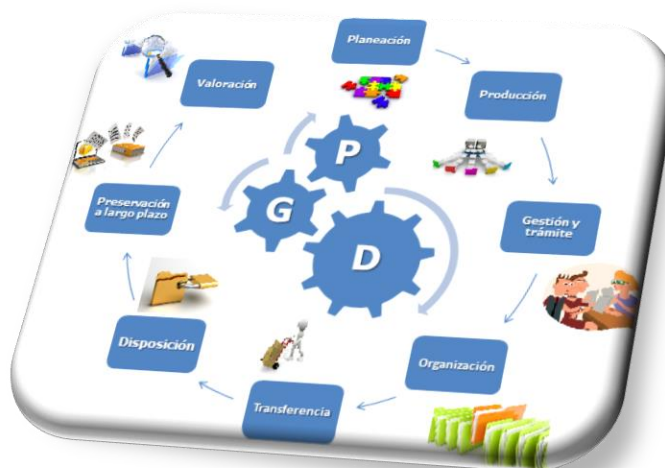 Planeación
Producción
Gestión y
trámite
Organización
Transferencia
Disposición
Preservación
a largo plazo
Valoración
P
G
D